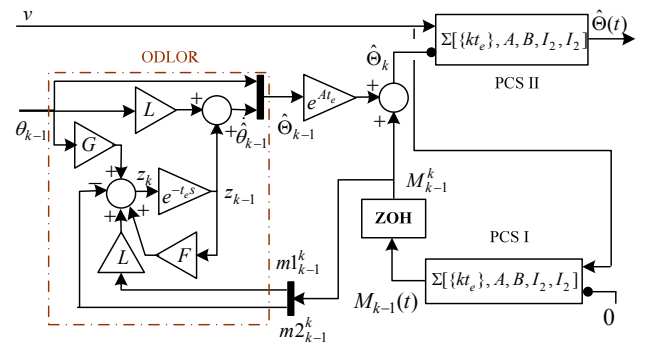 v
Σ[{kt_e}, A, B, I_2, I_2]
Θ̂(t)
PCS II
Θ̂_k
ODLOR
L
+
+
θ_{k−1}
θ̂̇_{k−1}
Θ̂_{k−1}
e^{At_e}
+
+
G
+
−
+
+
z_k
e^{−t_e s}
z_{k−1}
F
L
m1^k_{k−1}
m2^k_{k−1}
M^k_{k−1}
ZOH
M_{k−1}(t)
PCS I
Σ[{kt_e}, A, B, I_2, I_2]
0